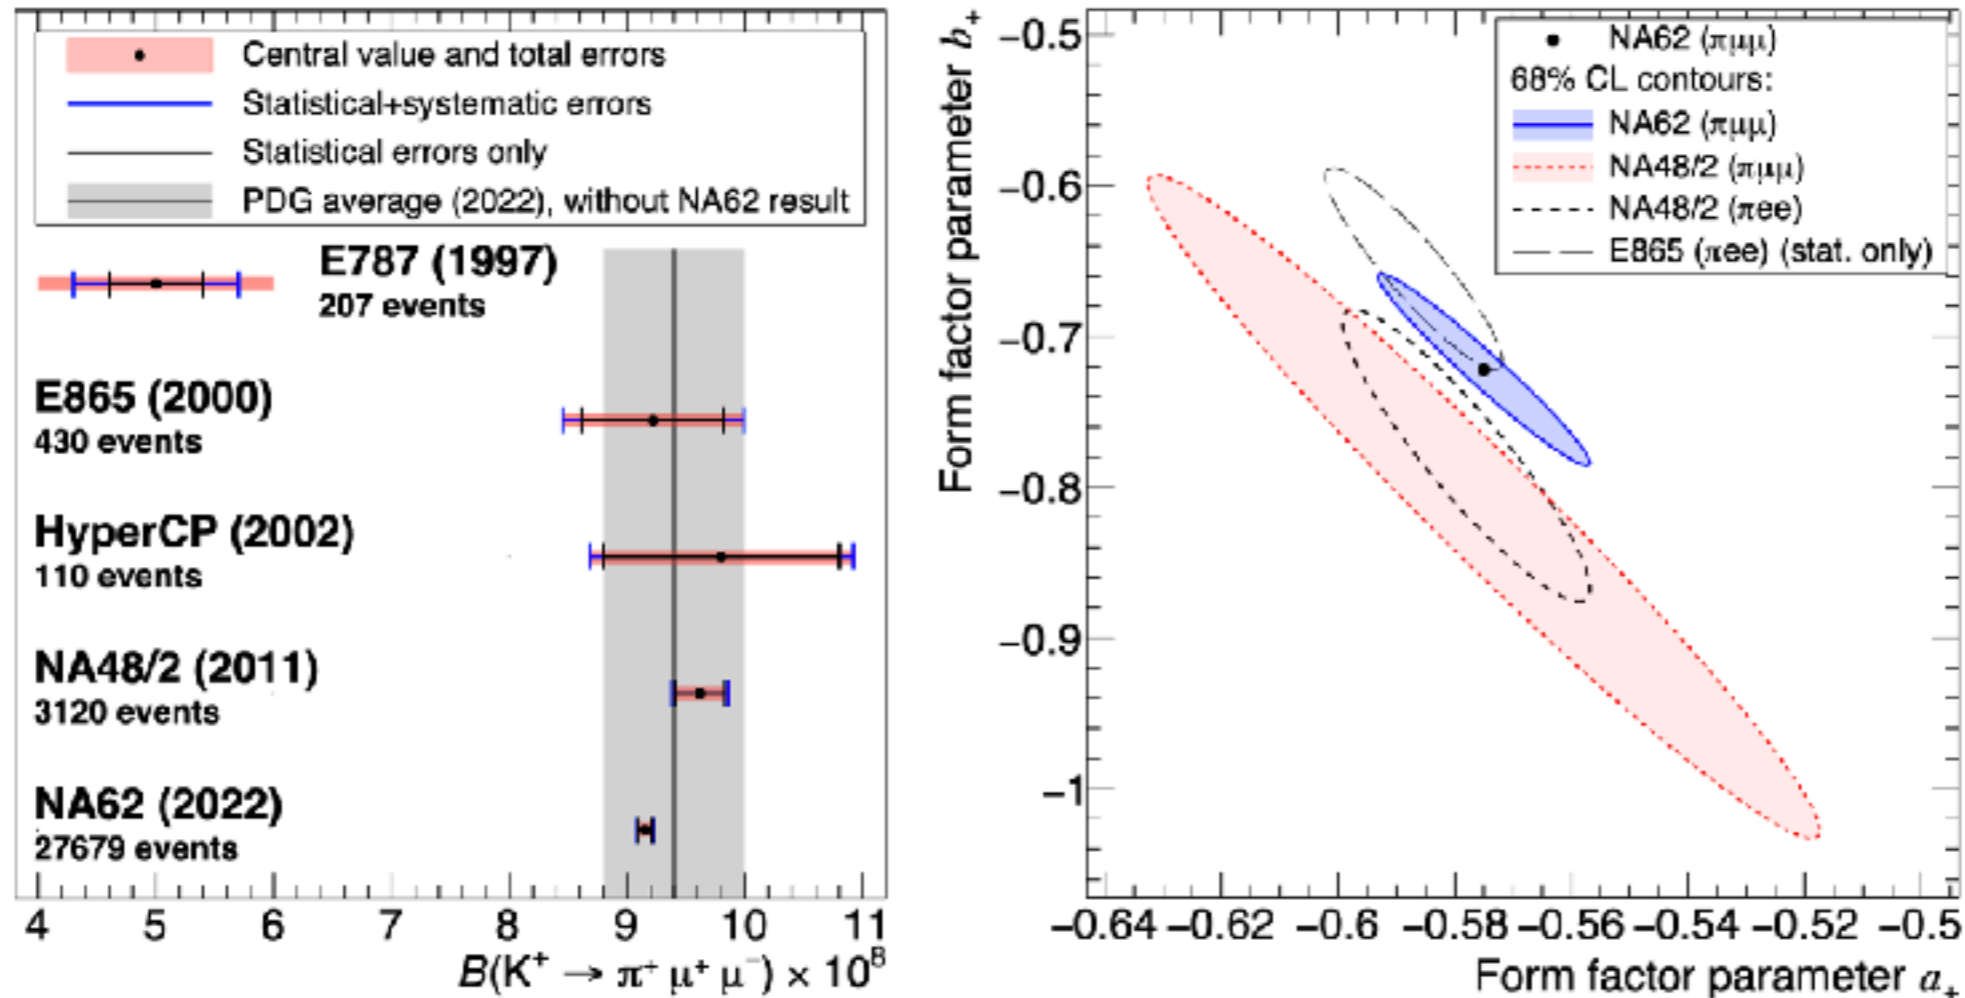 Central value and total errors
Statistical+systematic errors
Statistical errors only
PDG average (2022), without NA62 result
E787 (1997)
207 events
E865 (2000)
430 events
HyperCP (2002)
110 events
NA48/2 (2011)
3120 events
NA62 (2022)
27679 events
4 5 6 7 8 9 10 11
B(K⁺ → π⁺ μ⁺ μ⁻) × 10⁸
Form factor parameter b₊
−0.5
−0.6
−0.7
−0.8
−0.9
−1
NA62 (πμμ)
68% CL contours:
NA62 (πμμ)
NA48/2 (πμμ)
NA48/2 (πee)
E865 (πee) (stat. only)
−0.64 −0.62 −0.6 −0.58 −0.56 −0.54 −0.52 −0.5
Form factor parameter a₊